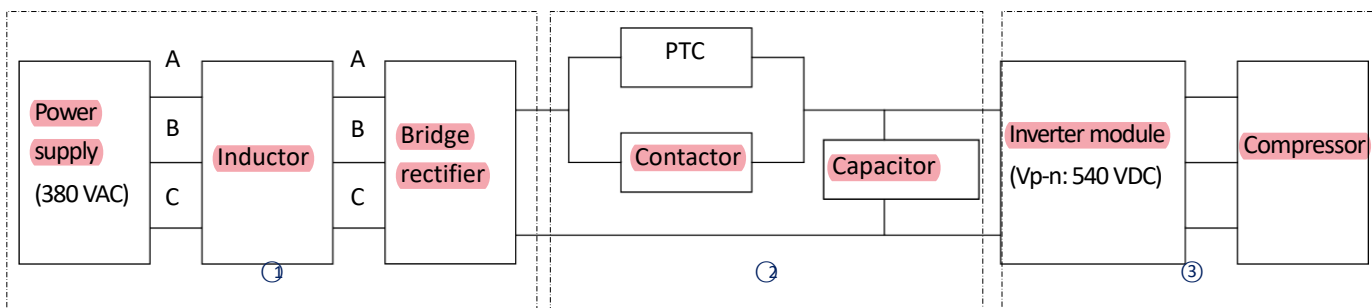 A
A
PTC
Power
supply
(380 VAC)
B
Inductor
B
Bridge
rectifier
C
C
Contactor
Capacitor
Inverter module
(Vp-n: 540 VDC)
Compressor
1
2
3